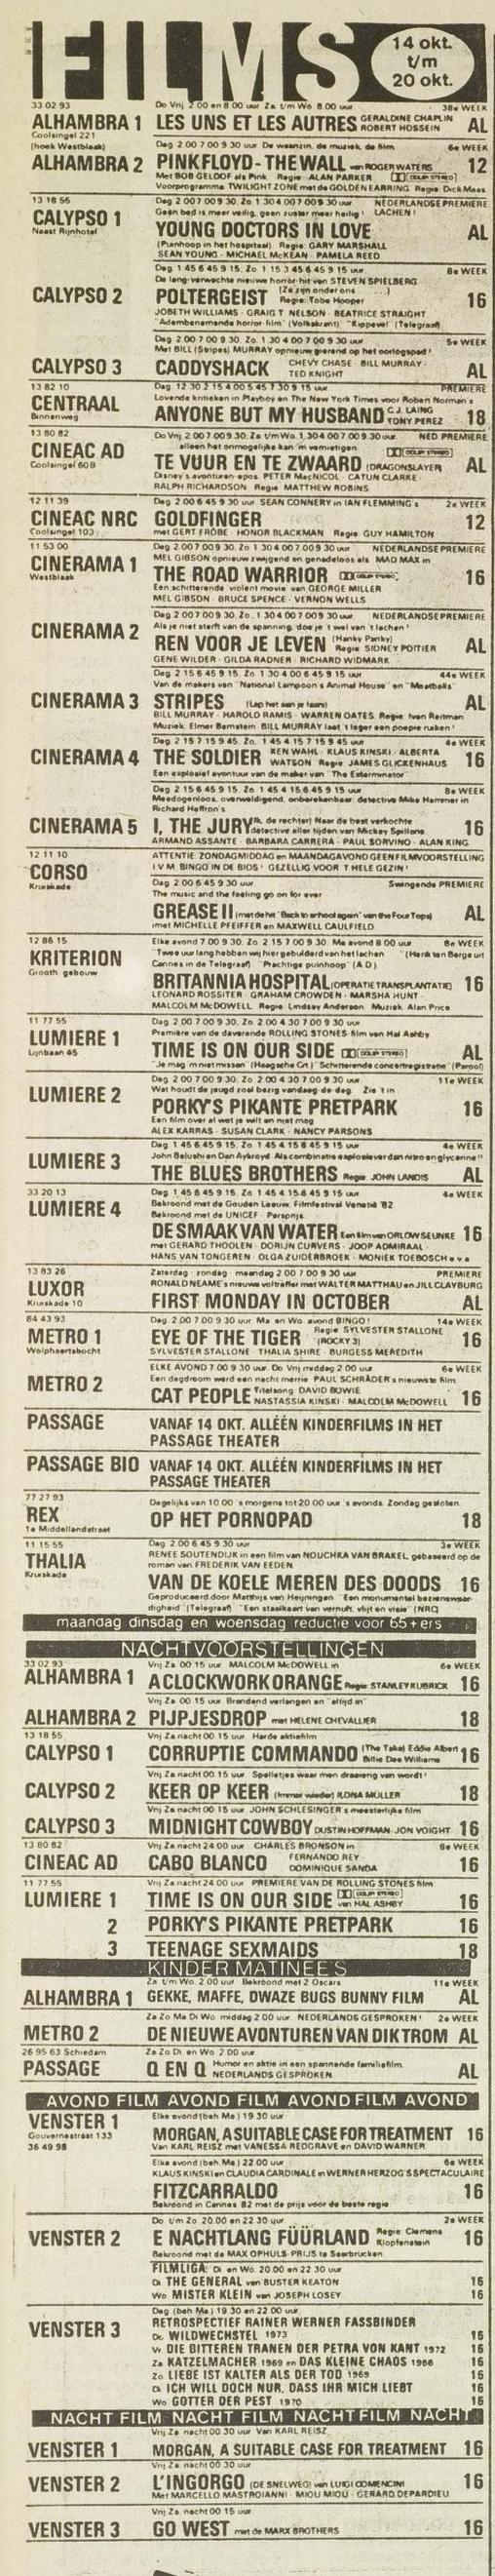 FILMS
14 okt.
t/m
20 okt.
33 02 93 Do Vrij 2.00 en 8.00 uur Za. t/m Wo 8.00 uur 38e WEEK
ALHAMBRA 1 LES UNS ET LES AUTRES GERALDINE CHAPLIN ROBERT HOSSEIN AL
Coolsingel 221
(hoek Westblaak) Dag 2.00 7.00 9.30 uur De waanzin, de muziek, de film 6e WEEK
ALHAMBRA 2 PINK FLOYD - THE WALL van ROGER WATERS 12
Met BOB GELDOF als Pink Regie ALAN PARKER DOLBY STEREO
Voorprogramma TWILIGHT ZONE met de GOLDEN EARRING Regie Dick Maas
13 18 55 Dag 2.00 7.00 9.30 uur Zo. 1.30 4.00 7.00 9.30 uur NEDERLANDSE PREMIERE
CALYPSO 1 Geen bed is meer veilig, geen zuster meer heilig! LACHEN!
Naast Rijnhotel YOUNG DOCTORS IN LOVE AL
(Puinhoop in het hospitaal) Regie: GARY MARSHALL
SEAN YOUNG - MICHAEL McKEAN - PAMELA REED
Dag 1.45 6.45 9.15. Zo 1.15 3.45 6.45 9.15 uur 8e WEEK
De lang verwachte nieuwe horror-hit van STEVEN SPIELBERG
CALYPSO 2 POLTERGEIST (Ze zijn onder ons ...) Regie: Tobe Hooper 16
JOBETH WILLIAMS - CRAIG T NELSON - BEATRICE STRAIGHT
"Adembenemende horror film" (Volkskrant) "Kippevel" (Telegraaf)
Dag 2.00 7.00 9.30 uur Zo. 1.30 4.00 7.00 9.30 uur 5e WEEK
Met BILL (Stripes) MURRAY opnieuw gierend op het oorlogspad!
CALYPSO 3 CADDYSHACK CHEVY CHASE - BILL MURRAY - TED KNIGHT AL
13 82 10 Dag 12.30 2.15 4.00 5.45 7.30 9.15 uur PREMIERE
CENTRAAL Lovende kritieken in Playboy en The New York Times voor Robert Norman's
Binnenweg ANYONE BUT MY HUSBAND C.J. LAING TONY PEREZ 18
13 80 82 Do Vrij 2.00 7.00 9.30. Za t/m Wo. 1.30 4.00 7.00 9.30 uur NED PREMIERE
CINEAC AD alleen het onmogelijke kan 'm vernietigen DOLBY STEREO
Coolsingel 60B TE VUUR EN TE ZWAARD (DRAGONSLAYER) AL
Disney's avonturen-epos. PETER MacNICOL - CATLIN CLARKE -
RALPH RICHARDSON Regie MATTHEW ROBINS
12 11 39 Dag 2.00 6.45 9.30 uur SEAN CONNERY in IAN FLEMMING's 2e WEEK
CINEAC NRC GOLDFINGER 12
Coolsingel 103 met GERT FRÖBE - HONOR BLACKMAN Regie GUY HAMILTON
11 53 00 Dag 2.00 7.00 9.30 uur Zo 1.30 4.00 7.00 9.30 uur NEDERLANDSE PREMIERE
CINERAMA 1 MEL GIBSON opnieuw zwijgend en genadeloos als MAD MAX in
Westblaak THE ROAD WARRIOR DOLBY STEREO 16
Een schitterende violent movie van GEORGE MILLER
MEL GIBSON - BRUCE SPENCE - VERNON WELLS
Dag 2.00 7.00 9.30. Zo. 1.30 4.00 7.00 9.30 uur NEDERLANDSE PREMIERE
Als je niet sterft van de spanning, doe je 't wel van 't lachen!
CINERAMA 2 REN VOOR JE LEVEN (Hanky Panky) Regie SIDNEY POITIER AL
GENE WILDER - GILDA RADNER - RICHARD WIDMARK
Dag 2.15 6.45 9.15. Zo 1.30 4.00 6.45 9.15 uur 44e WEEK
Van de makers van "National Lampoon's Animal House" en "Meatballs"
CINERAMA 3 STRIPES (Lap het aan je laars) AL
BILL MURRAY - HAROLD RAMIS - WARREN OATES Regie Ivan Reitman
Muziek: Elmer Bernstein BILL MURRAY laat 't leger een poepie ruiken!
Dag. 2.15 7.15 9.45. Zo. 1.45 4.15 7.15 9.45 uur 4e WEEK
CINERAMA 4 THE SOLDIER KEN WAHL - KLAUS KINSKI - ALBERTA WATSON Regie JAMES GLICKENHAUS 16
Een explosief avontuur van de maker van 'The Exterminator'
Dag 2.15 6.45 9.15 uur Zo 1.45 4.15 6.45 9.15 uur 8e WEEK
Meedogenloos, overweldigend, onberekenbaar: detective Mike Hammer in
Richard Heffron's
CINERAMA 5 I, THE JURY (Ik, de rechter) Naar de best verkochte detective aller tijden van Mickey Spillane 16
ARMAND ASSANTE - BARBARA CARRERA - PAUL SORVINO - ALAN KING
12 11 10 ATTENTIE: ZONDAGMIDDAG en MAANDAGAVOND GEEN FILMVOORSTELLING
CORSO I.V.M. BINGO IN DE BIOS! GEZELLIG VOOR 'T HELE GEZIN!
Kruiskade Dag 2.00 6.45 9.30 uur Swingende PREMIERE
The music and the feeling go on for ever
GREASE II (met de hit "Back to school again" van the Four Tops) AL
met MICHELLE PFEIFFER en MAXWELL CAULFIELD
12 86 15 Elke avond 7.00 9.30. Zo 2.15 7.00 9.30. Ma avond 8.00 uur 6e WEEK
KRITERION "Twee uur lang hebben wij hier gebulderd van het lachen" (Henk ten Berge uit
Grooth. gebouw Cannes in de Telegraaf) "Prachtige puinhoop" (A.D.)
BRITANNIA HOSPITAL (OPERATIE TRANSPLANTATIE) 16
LEONARD ROSSITER - GRAHAM CROWDEN - MARSHA HUNT -
MALCOLM McDOWELL Regie Lindsay Anderson Muziek Alan Price
11 77 55 Dag 2.00 7.00 9.30. Zo 2.00 4.30 7.00 9.30 uur
LUMIERE 1 Première van de daverende ROLLING STONES-film van Hal Ashby
Lijnbaan 45 TIME IS ON OUR SIDE DOLBY STEREO AL
"Je mag 'm niet missen" (Haagsche Crt.) "Schitterende concertregistratie" (Parool)
Dag 2.00 7.00 9.30 uur Zo 2.00 4.30 7.00 9.30 uur 11e WEEK
Wat houdt de jeugd zoal bezig vandaag-de-dag Zie 't in
LUMIERE 2 PORKY'S PIKANTE PRETPARK 16
Een film over al wat je wilt en niet mag
ALEX KARRAS - SUSAN CLARK - NANCY PARSONS
Dag 1.45 6.45 9.15. Zo 1.45 4.15 6.45 9.15 uur 4e WEEK
John Belushi en Dan Aykroyd. Als combinatie explosiever dan nitro en glycerine"
LUMIERE 3 THE BLUES BROTHERS Regie JOHN LANDIS AL
33 20 13 Dag 1.45 6.45 9.15 uur Zo 1.45 4.15 6.45 9.15 uur 4e WEEK
LUMIERE 4 Bekroond met de Gouden Leeuw, Filmfestival Venetië '82
Bekroond met de UNICEF - Persprijs
DE SMAAK VAN WATER Een film van ORLOW SEUNKE 16
met GERARD THOOLEN - DORIJN CURVERS - JOOP ADMIRAAL -
HANS VAN TONGEREN - OLGA ZUIDERHOEK - MONIEK TOEBOSCH e.v.a
13 83 26 Zaterdag - zondag - maandag 2.00 7.00 9.30 uur PREMIERE
LUXOR RONALD NEAME's nieuwe voltreffer met WALTER MATTHAU en JILL CLAYBURG
Kruiskade 10 FIRST MONDAY IN OCTOBER AL
84 43 93 Dag. 2.00 7.00 9.30 uur Ma en Wo. avond BINGO! 14e WEEK
METRO 1 EYE OF THE TIGER Regie SYLVESTER STALLONE (ROCKY 3) 16
Wolphaertsbocht SYLVESTER STALLONE - THALIA SHIRE - BURGESS MEREDITH
ELKE AVOND 7.00 9.30 uur. Do Vrij middag 2.00 uur 6e WEEK
Een dagdroom werd een nachtmerrie PAUL SCHRADER's nieuwste film.
METRO 2 CAT PEOPLE Titelsong DAVID BOWIE NASTASSIA KINSKI - MALCOLM McDOWELL 16
PASSAGE VANAF 14 OKT. ALLÉÉN KINDERFILMS IN HET
PASSAGE THEATER
PASSAGE BIO VANAF 14 OKT. ALLÉÉN KINDERFILMS IN HET
PASSAGE THEATER
77 27 93 Dagelijks van 10.00 's morgens tot 20.00 uur 's avonds. Zondag gesloten
REX OP HET PORNOPAD 18
1e Middellandstraat
11 15 55 Dag 2.00 6.45 9.30 uur 3e WEEK
THALIA RENEE SOUTENDIJK in een film van NOUCHKA VAN BRAKEL, gebaseerd op de
Kruiskade roman van FREDERIK VAN EEDEN
VAN DE KOELE MEREN DES DOODS 16
Geproduceerd door Matthijs van Heyningen "Een monumental bezienswaar-
digheid" (Telegraaf) "Een staalkaart van vernuft, vlijt en visie" (NRC)
maandag dinsdag en woensdag reductie voor 65+ers
NACHTVOORSTELLINGEN
33 02 93 Vrij Za 00.15 uur MALCOLM McDOWELL in 6e WEEK
ALHAMBRA 1 A CLOCKWORK ORANGE Regie STANLEY KUBRICK 16
Vrij Za 00.15 uur Brandend verlangen en "altijd in"
ALHAMBRA 2 PIJPJESDROP met HELENE CHEVALLIER 18
13 18 55 Vrij Za nacht 00.15 uur Harde aktiefilm
CALYPSO 1 CORRUPTIE COMMANDO (The Take) Eddie Albert Billie Dee Williams 16
Vrij Za nacht 00.15 uur Spelletjes waar men draaierig van wordt!
CALYPSO 2 KEER OP KEER (Immer wieder) ILONA MÜLLER 18
Vrij Za nacht 00.15 uur JOHN SCHLESINGER's meesterlijke film
CALYPSO 3 MIDNIGHT COWBOY DUSTIN HOFFMAN - JON VOIGHT 16
13 80 82 Vrij Za nacht 24.00 uur CHARLES BRONSON in 9e WEEK
CINEAC AD CABO BLANCO FERNANDO REY - DOMINIQUE SANDA 16
11 77 55 Vrij Za nacht 24.00 uur PREMIERE VAN DE ROLLING STONES film
LUMIERE 1 TIME IS ON OUR SIDE DOLBY STEREO van HAL ASHBY 16
2 PORKY'S PIKANTE PRETPARK 16
3 TEENAGE SEXMAIDS 18
KINDER MATINEES
Za. t/m Wo. 2.00 uur Bekroond met 2 Oscars 11e WEEK
ALHAMBRA 1 GEKKE, MAFFE, DWAZE BUGS BUNNY FILM AL
Za Zo Ma Di Wo. middag 2.00 uur NEDERLANDS GESPROKEN! 2e WEEK
METRO 2 DE NIEUWE AVONTUREN VAN DIK TROM AL
26 95 63 Schiedam Za Zo Di en Wo 2.00 uur
PASSAGE Q EN Q Humor en aktie in een spannende familiefilm. NEDERLANDS GESPROKEN AL
AVOND FILM AVOND FILM AVOND FILM AVOND
VENSTER 1 Elke avond (beh Ma) 19.30 uur
Gouvernestraat 133 MORGAN, A SUITABLE CASE FOR TREATMENT 16
36 49 98 Van KARL REISZ met VANESSA REDGRAVE en DAVID WARNER
Elke avond (beh. Ma.) 22.00 uur 6e WEEK
KLAUS KINSKI en CLAUDIA CARDINALE in WERNER HERZOG'S SPECTACULAIRE
FITZCARRALDO 16
Bekroond in Cannes 82 met de prijs voor de beste regie
Do. t/m Zo 20.00 en 22.30 uur 2e WEEK
VENSTER 2 E NACHTLANG FÜÜRLAND Regie: Clemens Klopfenstein 16
Bekroond met de MAX OPHULS-PRIJS te Saarbrücken
FILMLIGA: Di en Wo. 20.00 en 22.30 uur
Di THE GENERAL van BUSTER KEATON 16
Wo MISTER KLEIN van JOSEPH LOSEY 16
Dag (beh Ma) 19.30 en 22.00 uur
VENSTER 3 RETROSPECTIEF RAINER WERNER FASSBINDER
Do WILDWECHSEL 1973 16
Vr DIE BITTEREN TRANEN DER PETRA VON KANT 1972 16
Za KATZELMACHER 1969 en DAS KLEINE CHAOS 1966 16
Zo LIEBE IST KALTER ALS DER TOD 1969 16
Di ICH WILL DOCH NUR, DASS IHR MICH LIEBT 16
Wo GOTTER DER PEST 1970 16
NACHT FILM NACHT FILM NACHT FILM NACHT
Vrij Za nacht 00.30 uur Van KARL REISZ
VENSTER 1 MORGAN, A SUITABLE CASE FOR TREATMENT 16
Vrij Za. nacht 00.30 uur
VENSTER 2 L'INGORGO (DE SNELWEG) van LUIGI COMENCINI 16
Met MARCELLO MASTROIANNI - MIOU MIOU - GERARD DEPARDIEU
Vrij Za nacht 00.15 uur
VENSTER 3 GO WEST met de MARX BROTHERS 16